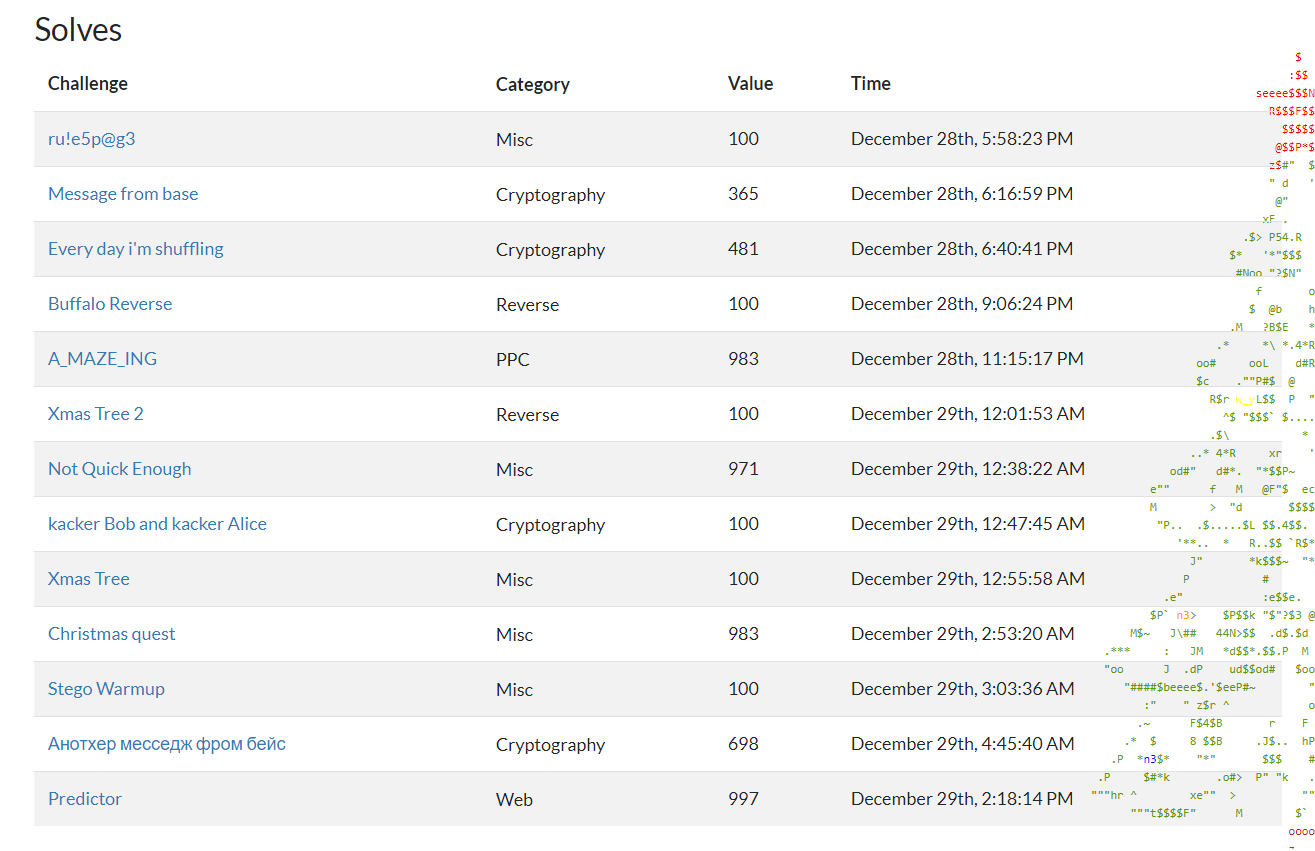 Solves
Challenge Category Value Time
ru!e5p@g3 Misc 100 December 28th, 5:58:23 PM
Message from base Cryptography 365 December 28th, 6:16:59 PM
Every day i'm shuffling Cryptography 481 December 28th, 6:40:41 PM
Buffalo Reverse Reverse 100 December 28th, 9:06:24 PM
A_MAZE_ING PPC 983 December 28th, 11:15:17 PM
Xmas Tree 2 Reverse 100 December 29th, 12:01:53 AM
Not Quick Enough Misc 971 December 29th, 12:38:22 AM
kacker Bob and kacker Alice Cryptography 100 December 29th, 12:47:45 AM
Xmas Tree Misc 100 December 29th, 12:55:58 AM
Christmas quest Misc 983 December 29th, 2:53:20 AM
Stego Warmup Misc 100 December 29th, 3:03:36 AM
Анотхер месседж фром бейс Cryptography 698 December 29th, 4:45:40 AM
Predictor Web 997 December 29th, 2:18:14 PM